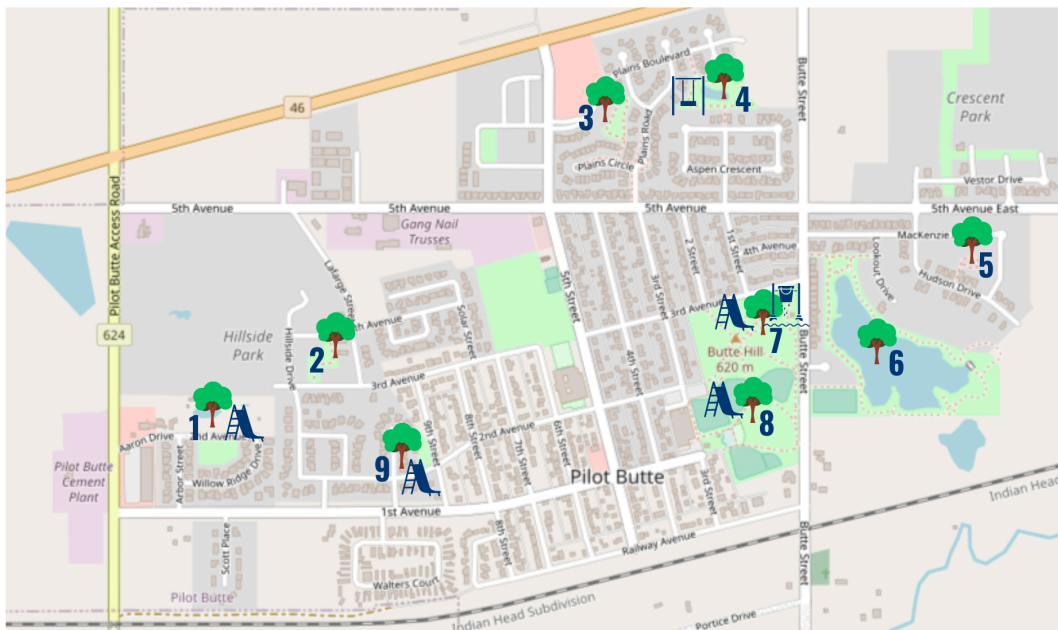 Plains Boulevard
Butte Street
4
3
46
Crescent
Park
Plains Road
Plains Circle
Aspen Crescent
Vestor Drive
Pilot Butte Access Road
5th Avenue
5th Avenue
5th Avenue
5th Avenue East
Gang Nail
Trusses
MacKenzie
5
Lookout Drive
Hudson Drive
2 Street
1st Street
4th Avenue
Lafarge Street
5th Street
3rd Street
3rd Avenue
7
Butte Hill
620 m
Butte Street
6
624
Hillside
Park
Hillside Drive
2
th Avenue
Solar Street
3rd Avenue
4th Street
8
1
2nd Avenue
Aaron Drive
Arbor Street
Willow Ridge Drive
9
9th Street
8th Street
2nd Avenue
7th Street
6th Street
Pilot Butte
Cement
Plant
Pilot Butte
3rd Street
1st Avenue
8th Street
Scott Place
Railway Avenue
Butte Street
Indian Head
Walters Court
Pilot Butte
Indian Head Subdivision
Portice Drive